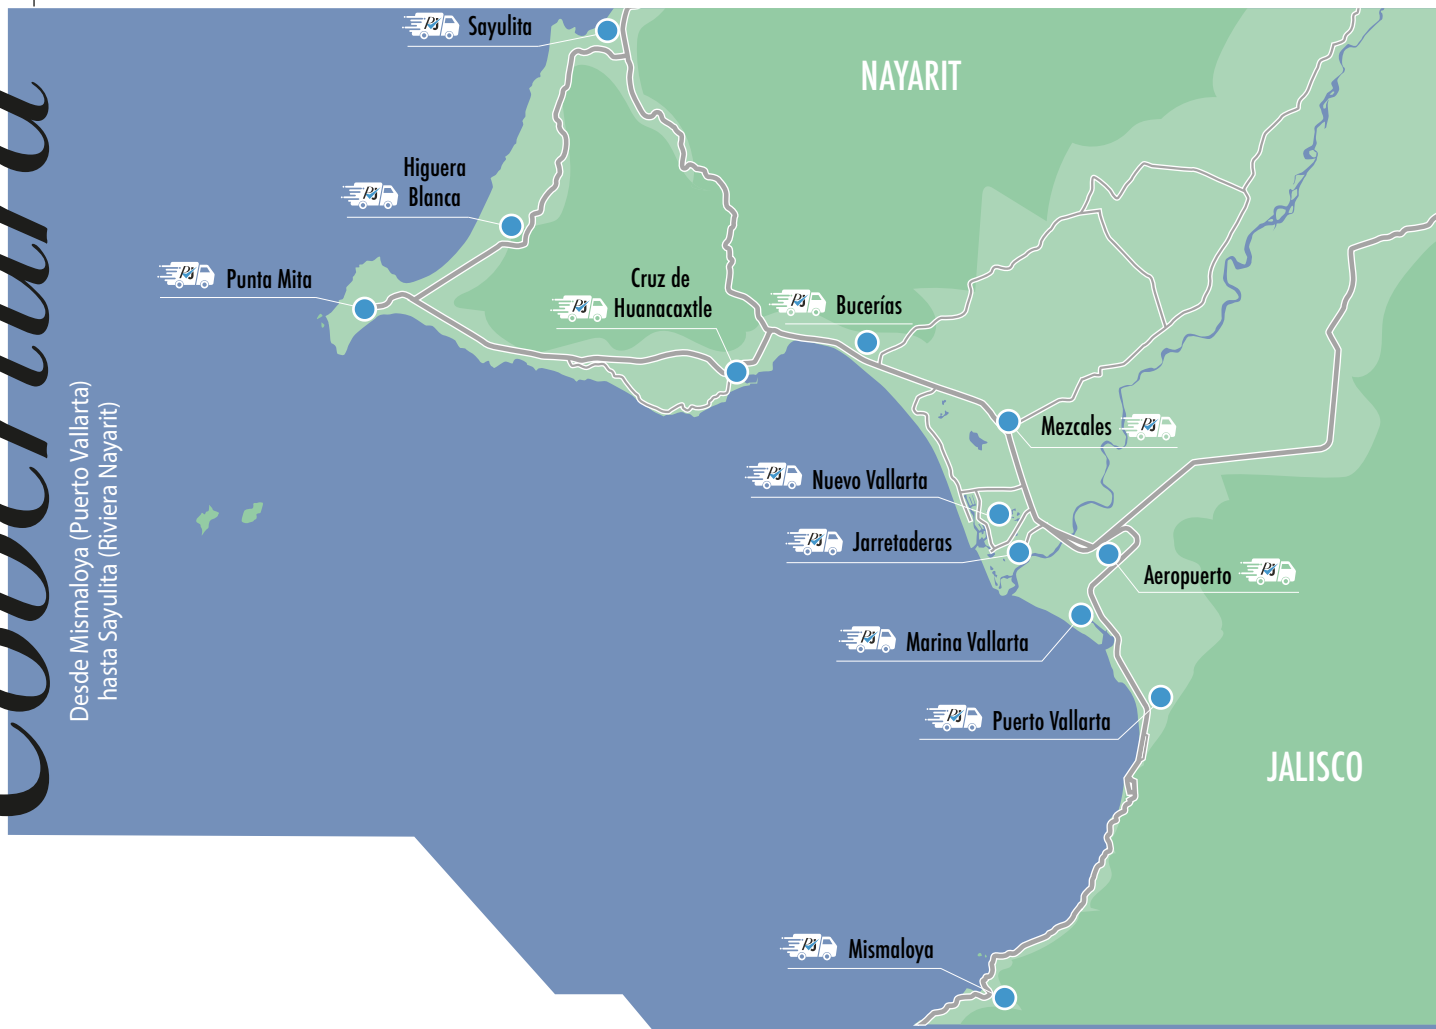 Cobertura
Desde Mismaloya (Puerto Vallarta)
hasta Sayulita (Riviera Nayarit)
Sayulita
NAYARIT
Higuera
Blanca
Punta Mita
Cruz de
Huanacaxtle
Bucerías
Mezcales
Nuevo Vallarta
Jarretaderas
Aeropuerto
Marina Vallarta
Puerto Vallarta
JALISCO
Mismaloya